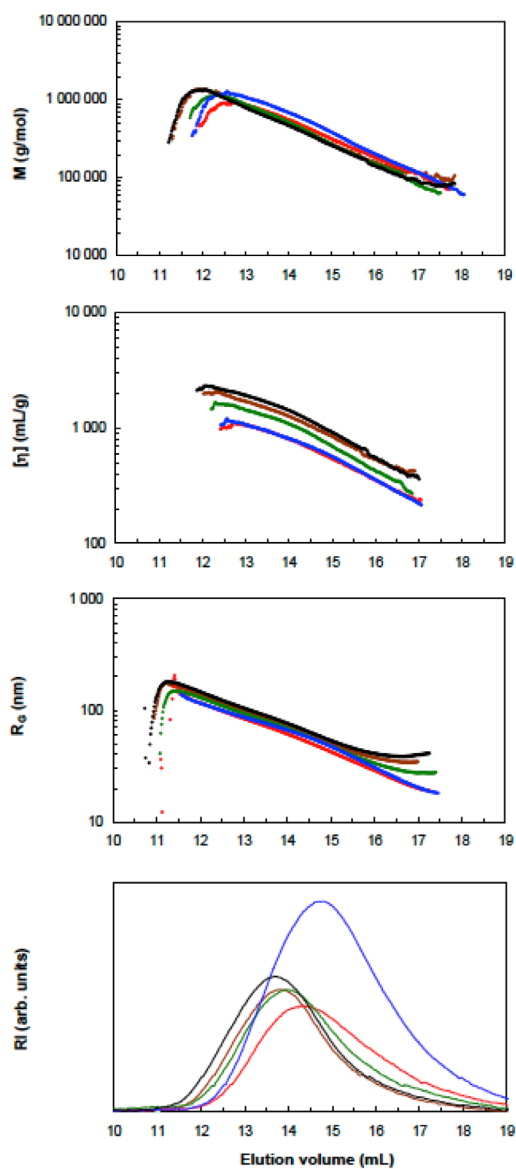 10 000 000
1 000 000
100 000
10 000
M (g/mol)
10 11 12 13 14 15 16 17 18 19
10 000
1 000
100
[η] (mL/g)
10 11 12 13 14 15 16 17 18 19
1 000
100
10
R_G (nm)
10 11 12 13 14 15 16 17 18 19
RI (arb. units)
10 11 12 13 14 15 16 17 18 19
Elution volume (mL)